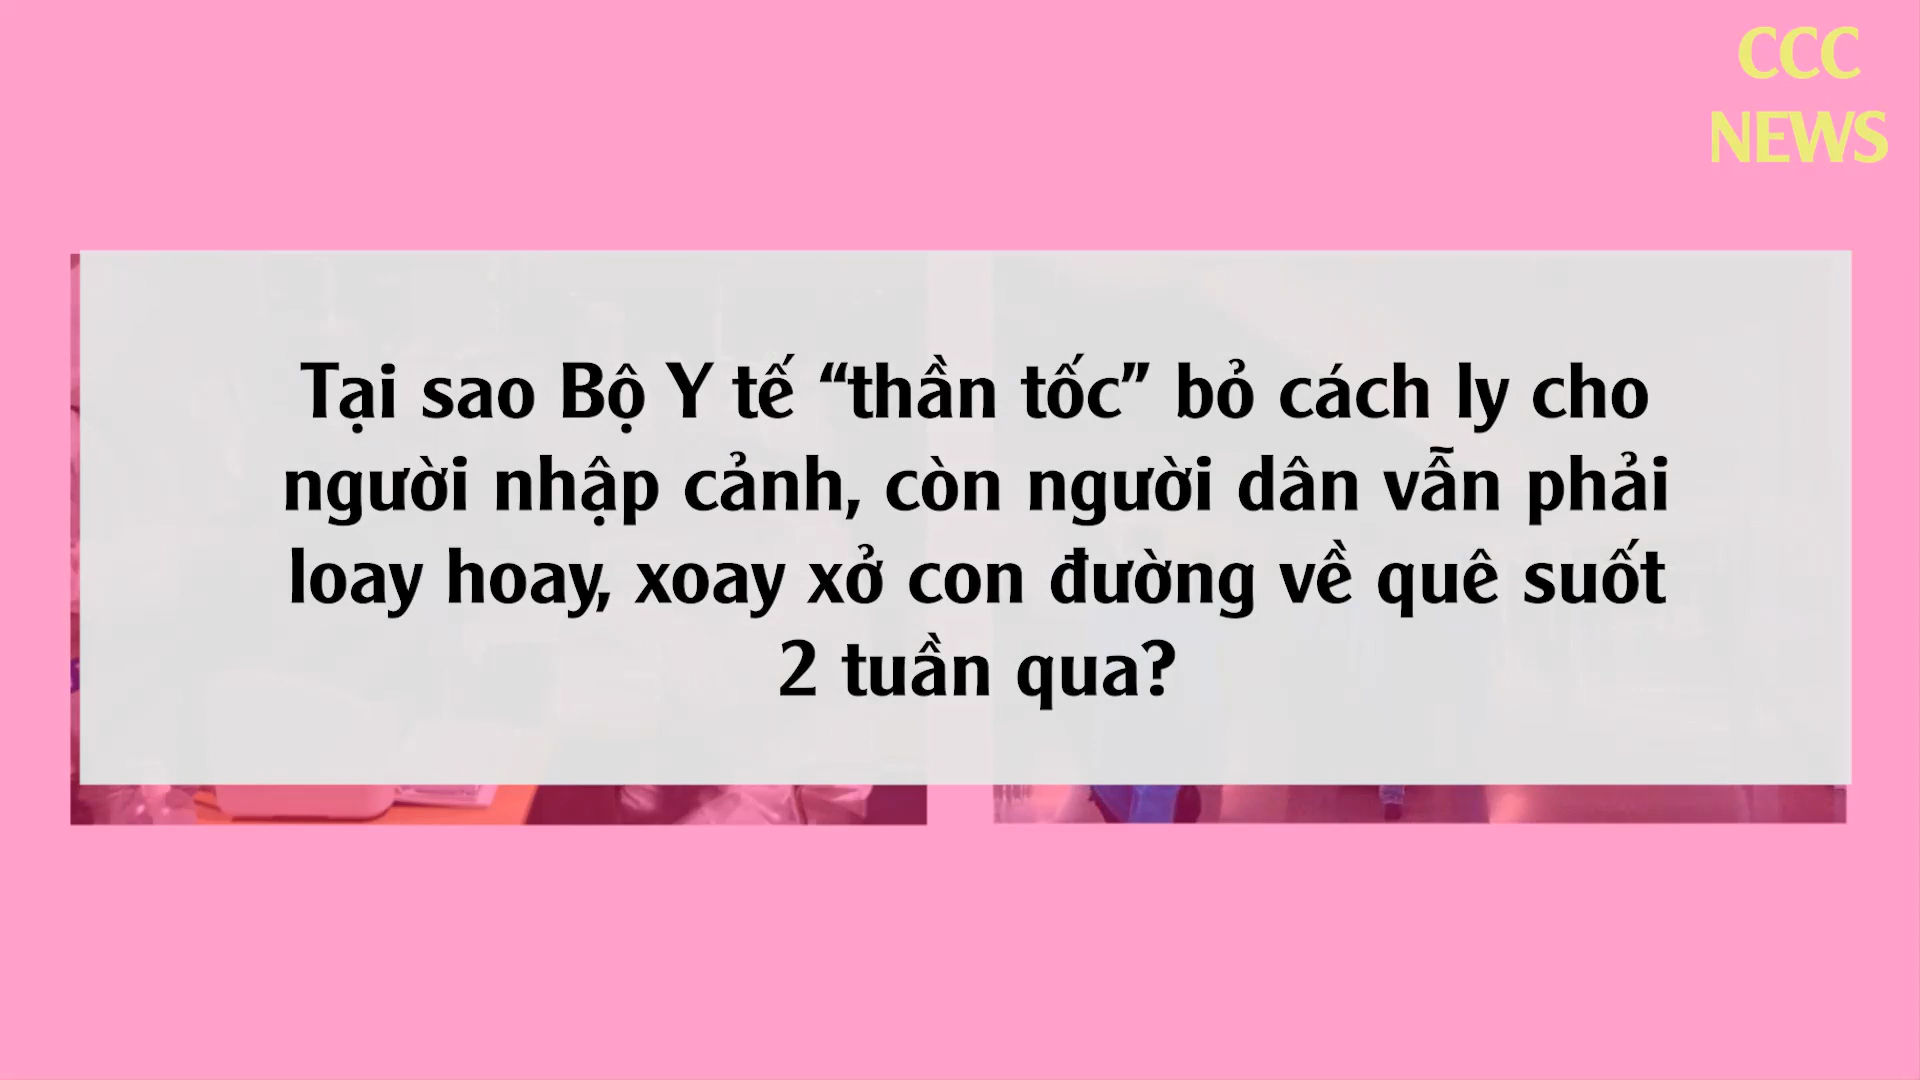 CCC
NEWS
Tại sao Bộ Y tế “thần tốc” bỏ cách ly cho
người nhập cảnh, còn người dân vẫn phải
loay hoay, xoay xở con đường về quê suốt
2 tuần qua?